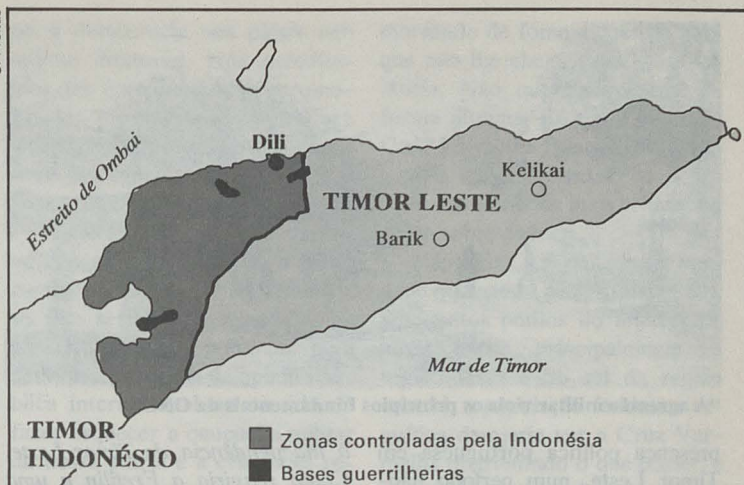 Dili
Estreito de Ombai
Kelikai
TIMOR LESTE
Barik
Mar de Timor
TIMOR
INDONÉSIO
Zonas controladas pela Indonésia
Bases guerrilheiras